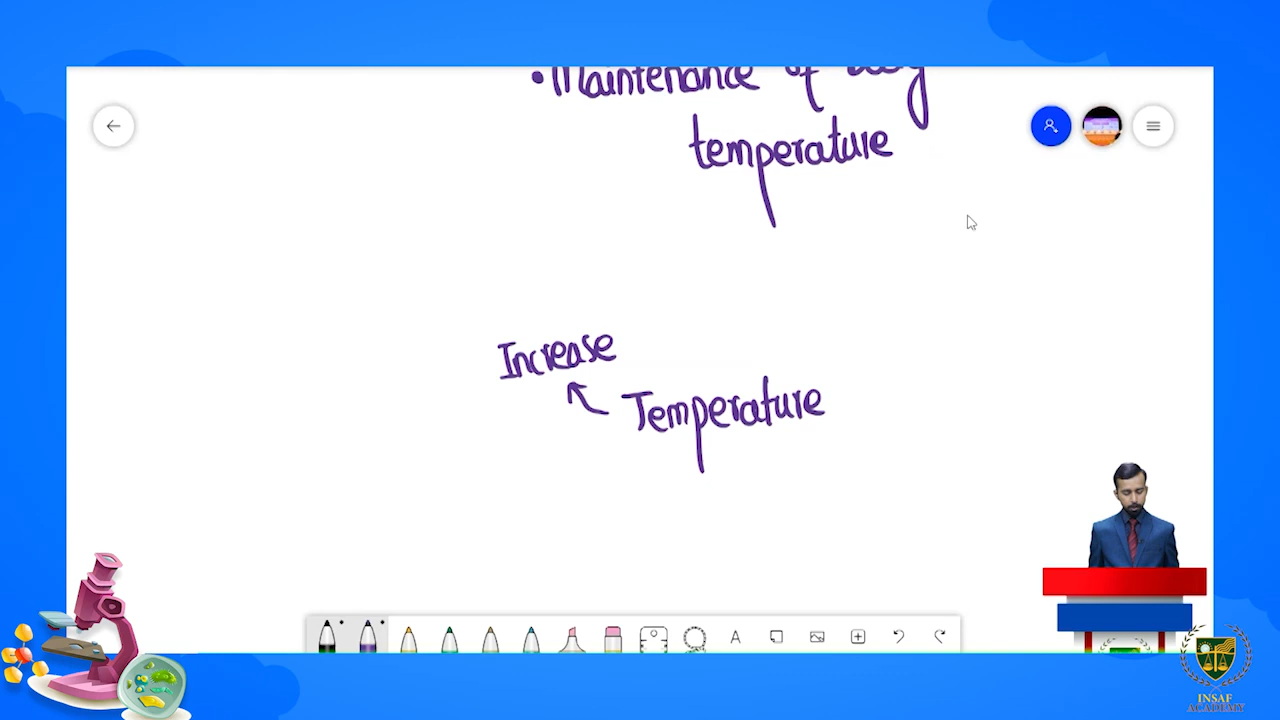 • Maintenance of
temperature
Increase
Temperature
A
INSAF
ACADEMY